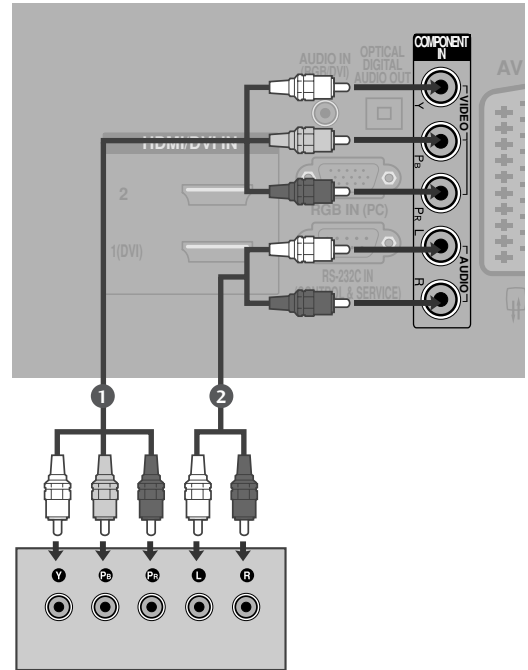 COMPONENT
IN
AUDIO IN
(RGB/DVI)
OPTICAL
DIGITAL
AUDIO OUT
AV
Y
VIDEO
HDMI/DVI IN
PB
2
PR
RGB IN (PC)
L
1(DVI)
AUDIO
RS-232C IN
(CONTROL & SERVICE)
R
1
2
Y PB PR L R